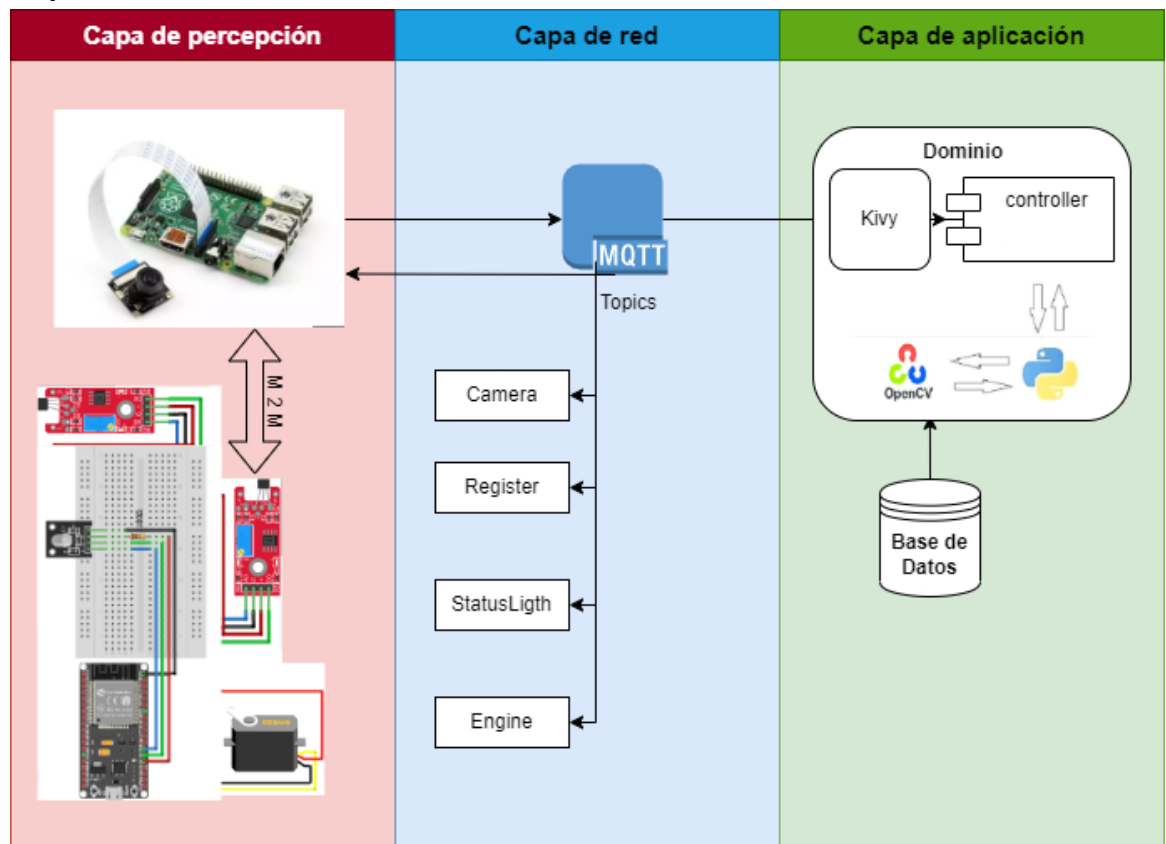 Capa de percepción
Capa de red
Capa de aplicación
Dominio
Kivy
controller
MQTT
Topics
OpenCV
M 2 M
Camera
Register
StatusLigth
Engine
Base de
Datos